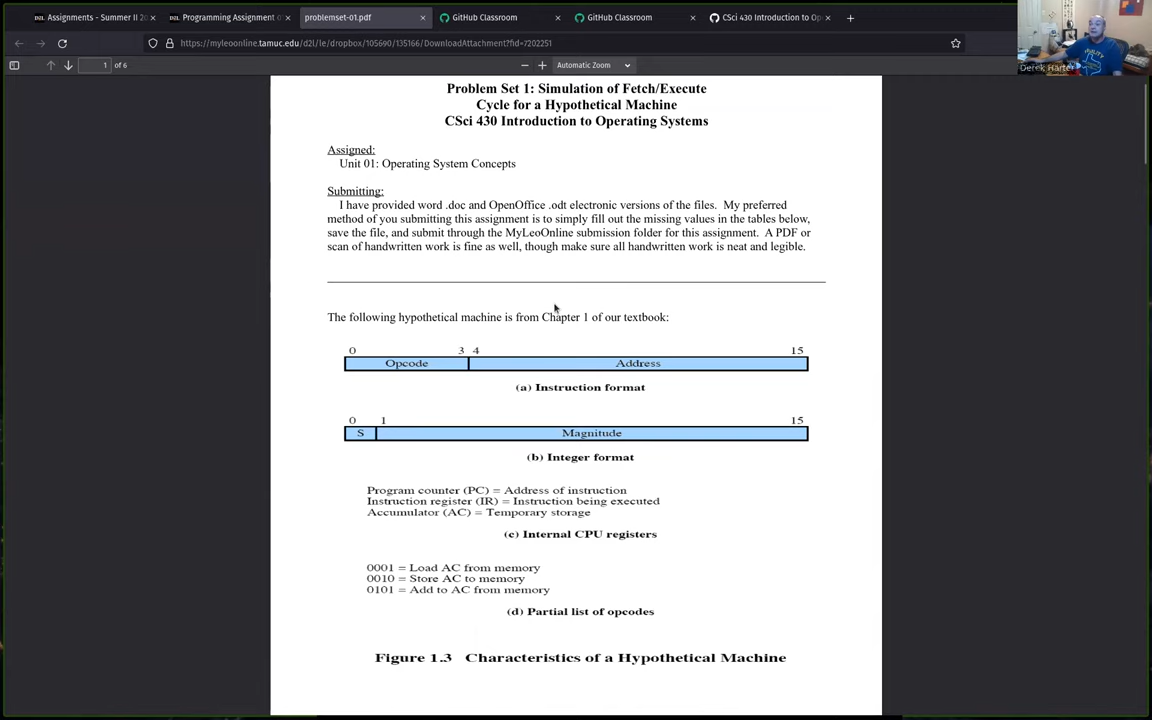 Assignments - Summer II 20
Programming Assignment
problemset-01.pdf
GitHub Classroom
GitHub Classroom
CSci 430 Introduction to Op
https://myleoonline.tamuc.edu/d2l/le/dropbox/105690/135166/DownloadAttachment?fid=7202251
1 of 6
Automatic Zoom
Derek Harter
Problem Set 1: Simulation of Fetch/Execute
Cycle for a Hypothetical Machine
CSci 430 Introduction to Operating Systems
Assigned:
Unit 01: Operating System Concepts
Submitting:
I have provided word .doc and OpenOffice .odt electronic versions of the files. My preferred
method of you submitting this assignment is to simply fill out the missing values in the tables below,
save the file, and submit through the MyLeoOnline submission folder for this assignment. A PDF or
scan of handwritten work is fine as well, though make sure all handwritten work is neat and legible.
The following hypothetical machine is from Chapter 1 of our textbook:
0 3 4 15
Opcode Address
(a) Instruction format
0 1 15
S Magnitude
(b) Integer format
Program counter (PC) = Address of instruction
Instruction register (IR) = Instruction being executed
Accumulator (AC) = Temporary storage
(c) Internal CPU registers
0001 = Load AC from memory
0010 = Store AC to memory
0101 = Add to AC from memory
(d) Partial list of opcodes
Figure 1.3 Characteristics of a Hypothetical Machine